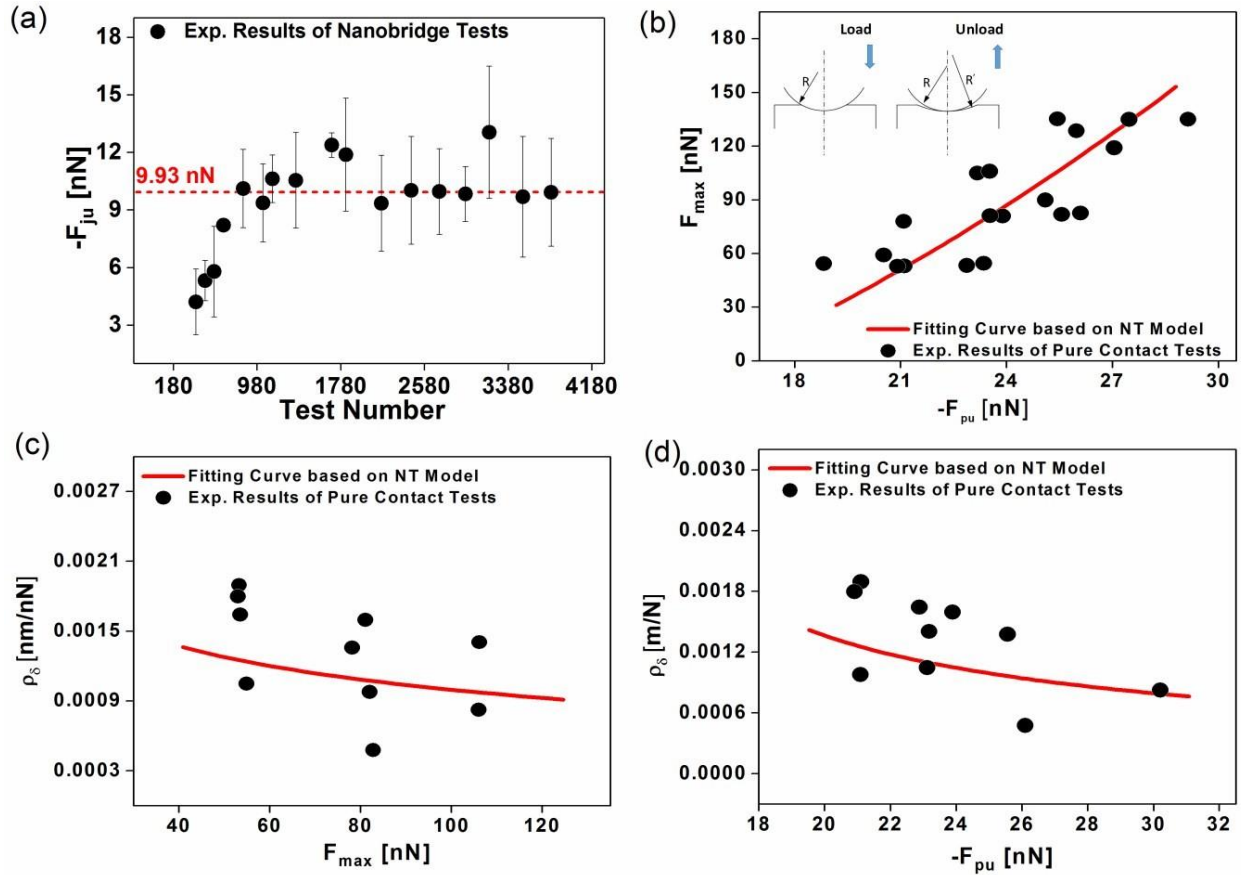 (a)
Exp. Results of Nanobridge Tests
-F_ju [nN]
18
15
12
9
6
3
9.93 nN
180 980 1780 2580 3380 4180
Test Number
(b)
Load Unload
R R R'
F_max [nN]
180
150
120
90
60
30
0
Fitting Curve based on NT Model
Exp. Results of Pure Contact Tests
18 21 24 27 30
-F_pu [nN]
(c)
Fitting Curve based on NT Model
Exp. Results of Pure Contact Tests
ρ_δ [nm/nN]
0.0027
0.0021
0.0015
0.0009
0.0003
40 60 80 100 120
F_max [nN]
(d)
Fitting Curve based on NT Model
Exp. Results of Pure Contact Tests
ρ_δ [m/N]
0.0030
0.0024
0.0018
0.0012
0.0006
0.0000
18 20 22 24 26 28 30 32
-F_pu [nN]